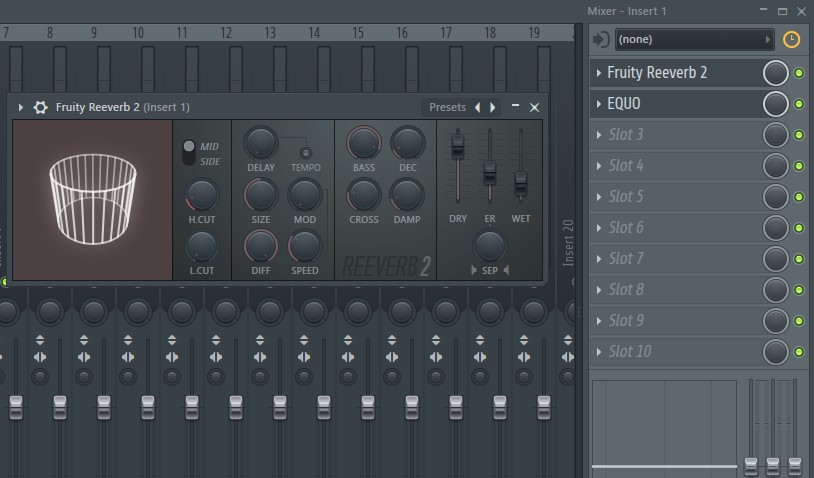 7 8 9 10 11 12 13 14 15 16 17 18 19
Mixer - Insert 1
(none)
Fruity Reeverb 2
EQUO
Slot 3
Slot 4
Slot 5
Slot 6
Slot 7
Slot 8
Slot 9
Slot 10
Fruity Reeverb 2 (Insert 1)
Presets
MID
SIDE
H.CUT
L.CUT
DELAY
TEMPO
SIZE
MOD
DIFF
SPEED
BASS
DEC
CROSS
DAMP
REEVERB 2
DRY
ER
WET
SEP
Insert 20